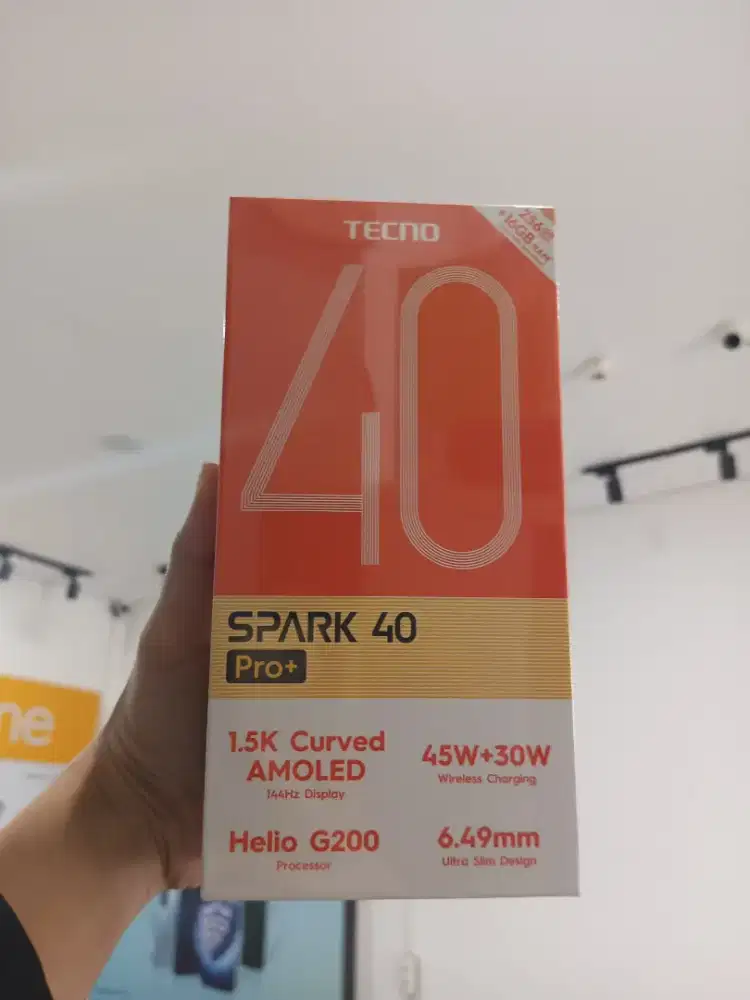 TECNO
256GB
+16GB RAM*
40
SPARK 40
Pro+
1.5K Curved
AMOLED
144Hz Display
45W+30W
Wireless Charging
Helio G200
Processor
6.49mm
Ultra Slim Design
me